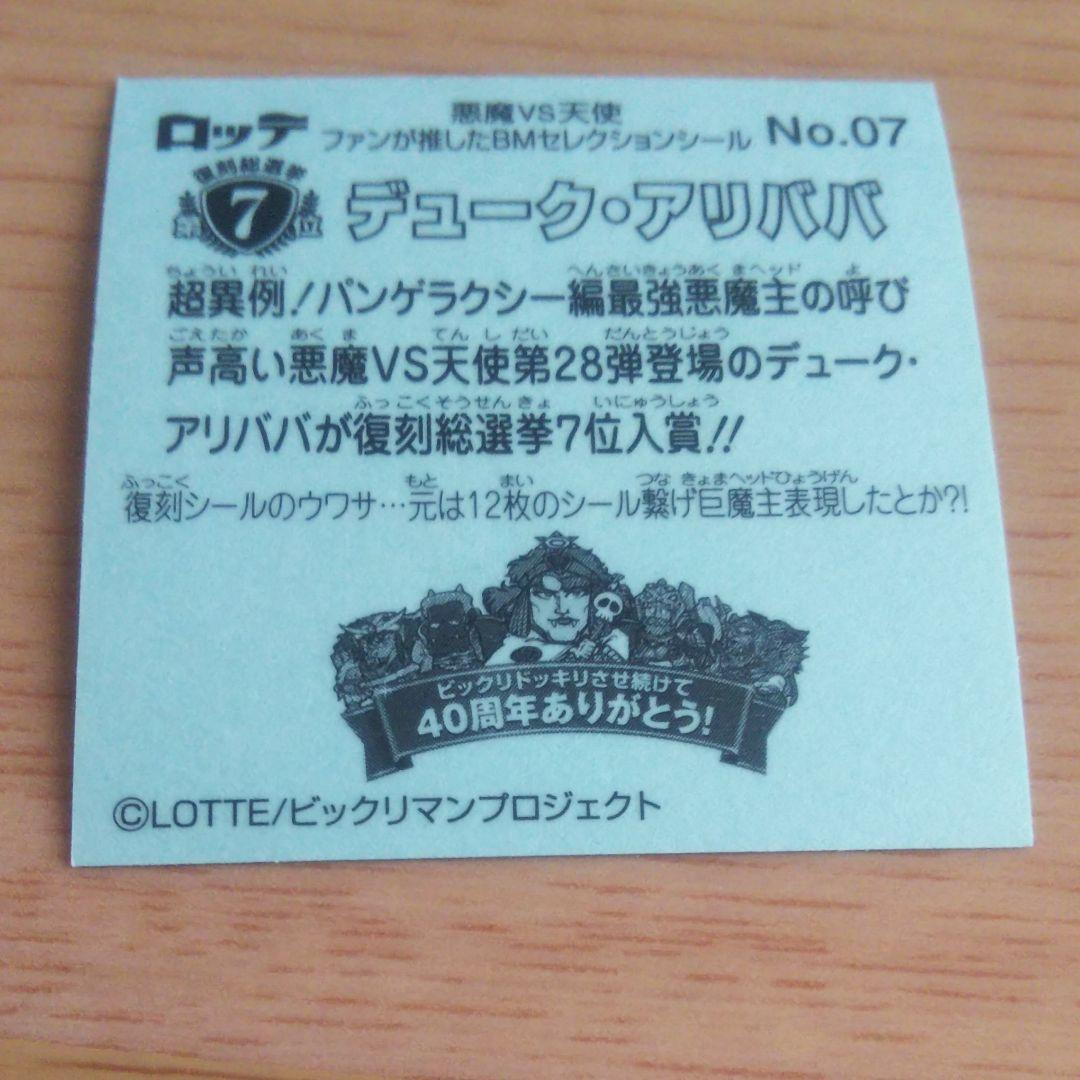 ロッテ
悪魔VS天使
ファンが推したBMセレクションシール
No.07
復刻総選挙
第7位
デューク・アリババ
ちょういれい へんさいきょうあくまヘッド よ
超異例!パンゲラクシー編最強悪魔主の呼び
ごえたか あくま てんしだい だんとうじょう
声高い悪魔VS天使第28弾登場のデューク・
ふっこくそうせんきょ いにゅうしょう
アリババが復刻総選挙7位入賞!!
ふっこく もと まい つな きょまヘッドひょうげん
復刻シールのウワサ…元は12枚のシール繋げ巨魔主表現したとか?!
ビックリドッキリさせ続けて
40周年ありがとう!
©LOTTE/ビックリマンプロジェクト